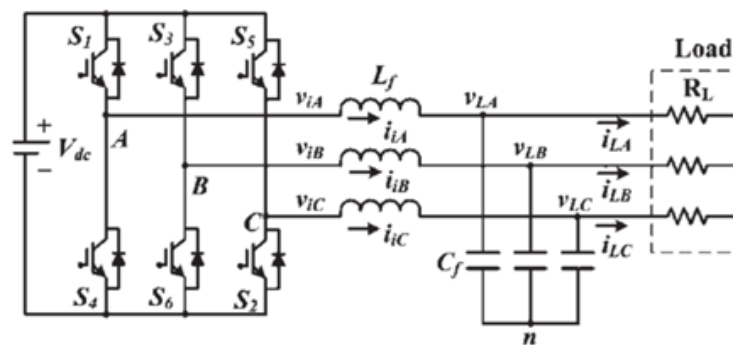 S1 S3 S5 Load
Lf RL
viA vLA
+ Vdc − A iiA iLA
viB vLB
B iiB iLB
viC vLC
C iiC iLC
Cf
S4 S6 S2
n